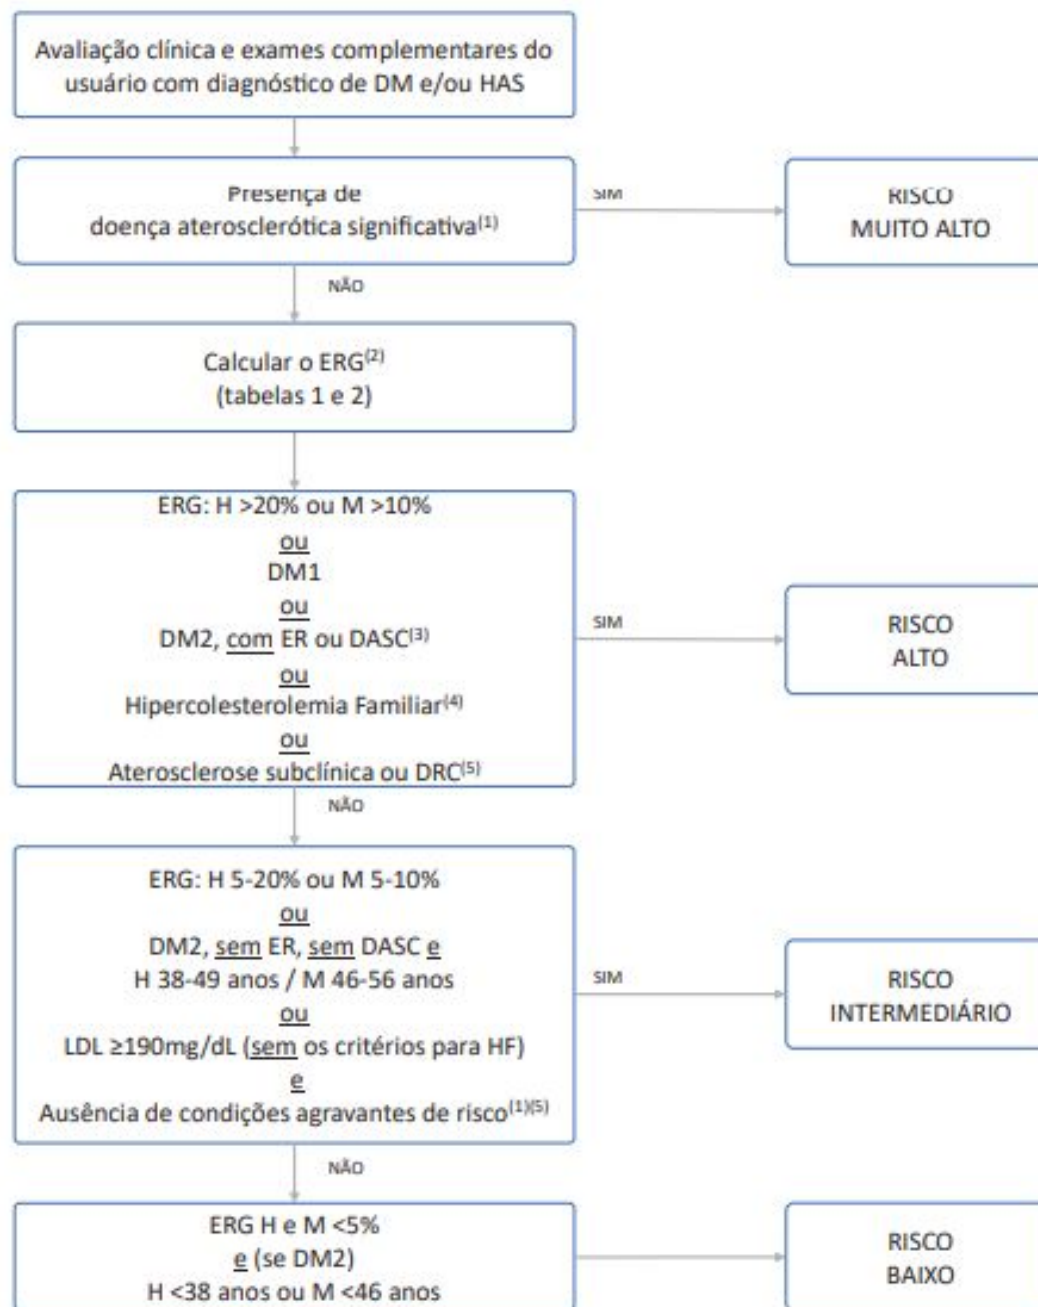 Avaliação clínica e exames complementares do
usuário com diagnóstico de DM e/ou HAS
Presença de
doença aterosclerótica significativa(1)
SIM
RISCO
MUITO ALTO
NÃO
Calcular o ERG(2)
(tabelas 1 e 2)
ERG: H >20% ou M >10%
ou
DM1
ou
DM2, com ER ou DASC(3)
ou
Hipercolesterolemia Familiar(4)
ou
Aterosclerose subclínica ou DRC(5)
SIM
RISCO
ALTO
NÃO
ERG: H 5-20% ou M 5-10%
ou
DM2, sem ER, sem DASC e
H 38-49 anos / M 46-56 anos
ou
LDL ≥190mg/dL (sem os critérios para HF)
e
Ausência de condições agravantes de risco(1)(5)
SIM
RISCO
INTERMEDIÁRIO
NÃO
ERG H e M <5%
e (se DM2)
H <38 anos ou M <46 anos
RISCO
BAIXO